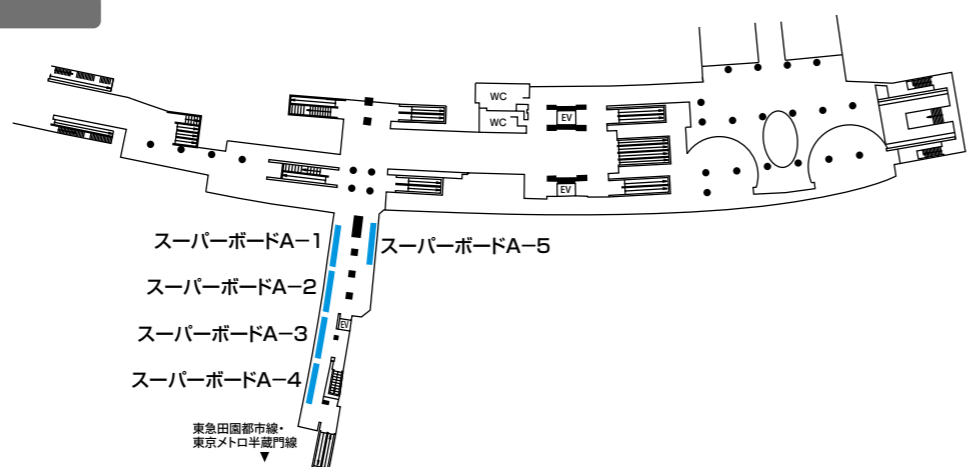 WC
WC
EV
EV
スーパーボードA-1
スーパーボードA-5
スーパーボードA-2
スーパーボードA-3
EV
スーパーボードA-4
東急田園都市線・
東京メトロ半蔵門線
▼